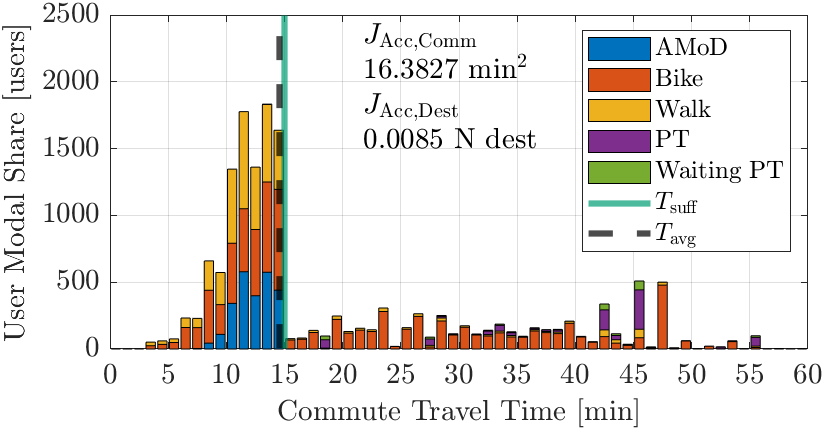 2500
2000
1500
1000
500
0
User Modal Share [users]
J_Acc,Comm
16.3827 min²
J_Acc,Dest
0.0085 N dest
AMoD
Bike
Walk
PT
Waiting PT
T_suff
T_avg
0 5 10 15 20 25 30 35 40 45 50 55 60
Commute Travel Time [min]